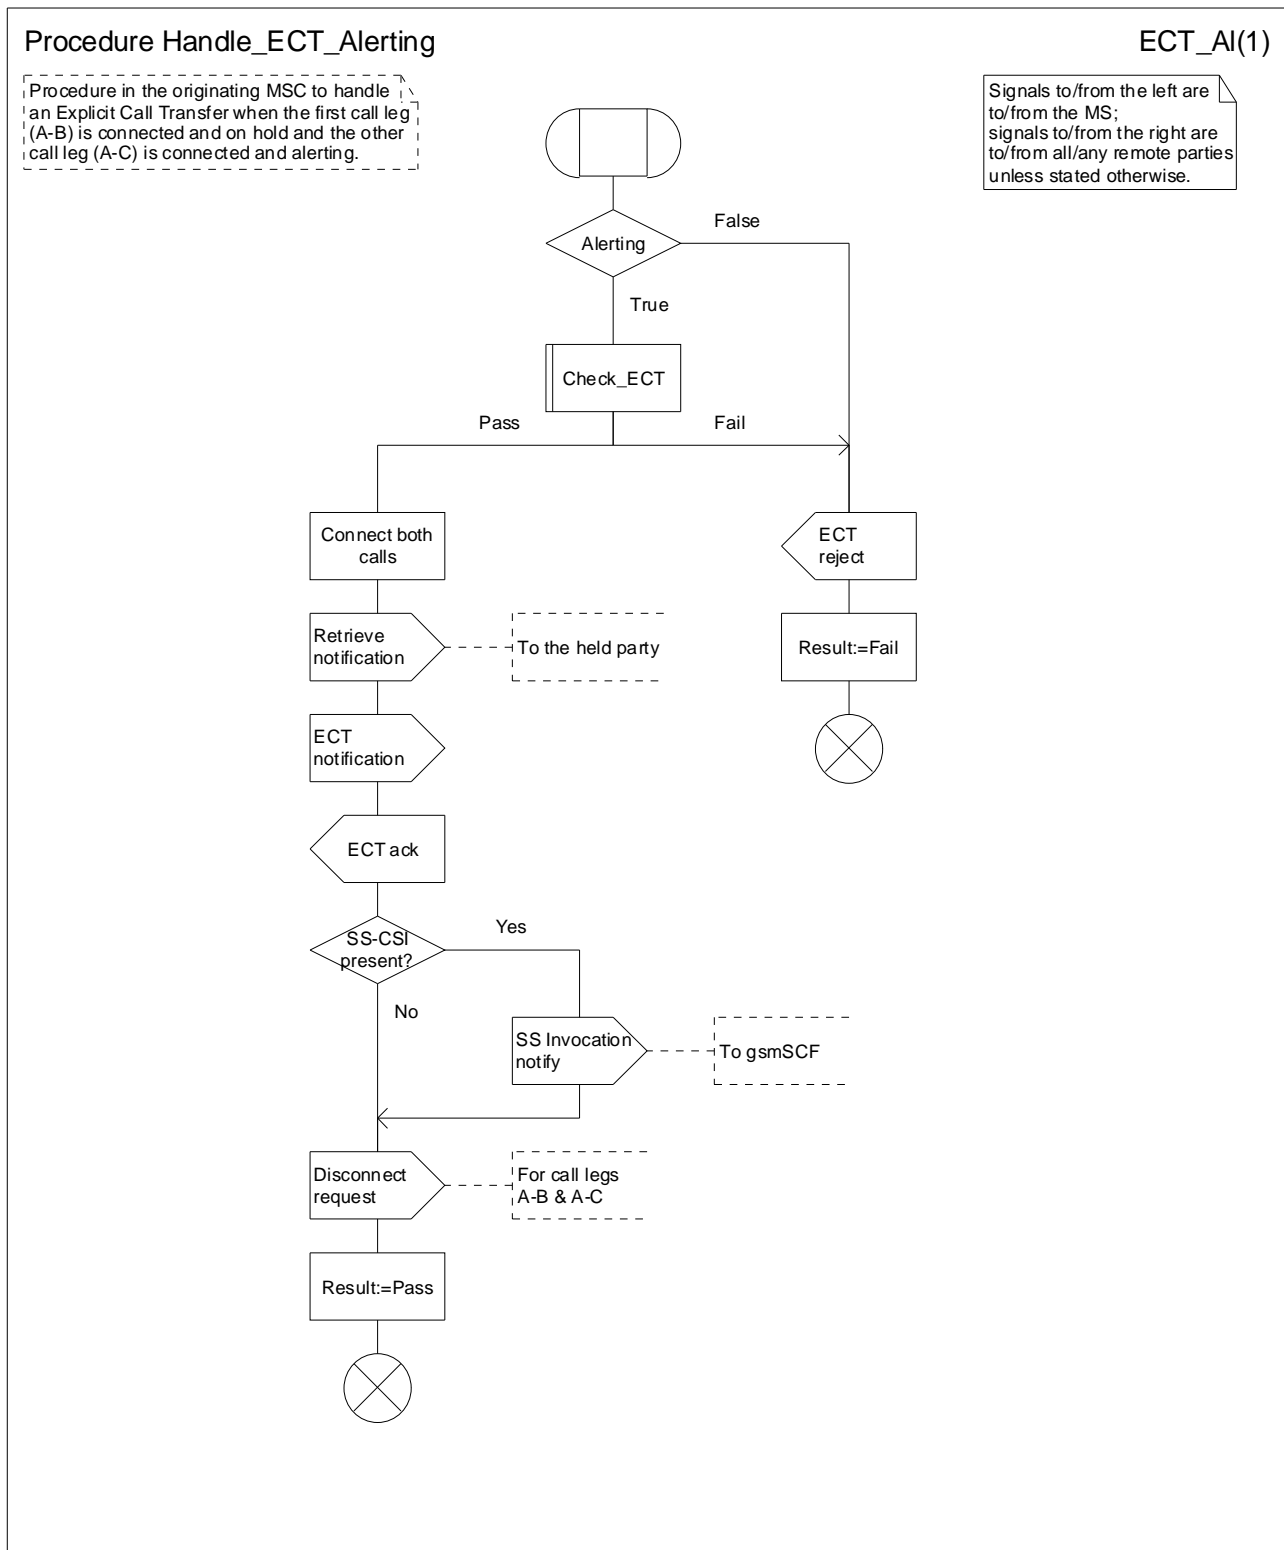 Procedure Handle_ECT_Alerting
ECT_Al(1)
Procedure in the originating MSC to handle
an Explicit Call Transfer when the first call leg
(A-B) is connected and on hold and the other
call leg (A-C) is connected and alerting.
Signals to/from the left are
to/from the MS;
signals to/from the right are
to/from all/any remote parties
unless stated otherwise.
Alerting
False
True
Check_ECT
Pass
Fail
Connect both
calls
ECT
reject
Retrieve
notification
To the held party
Result:=Fail
ECT
notification
ECT ack
SS-CSI
present?
Yes
No
SS Invocation
notify
To gsmSCF
Disconnect
request
For call legs
A-B & A-C
Result:=Pass